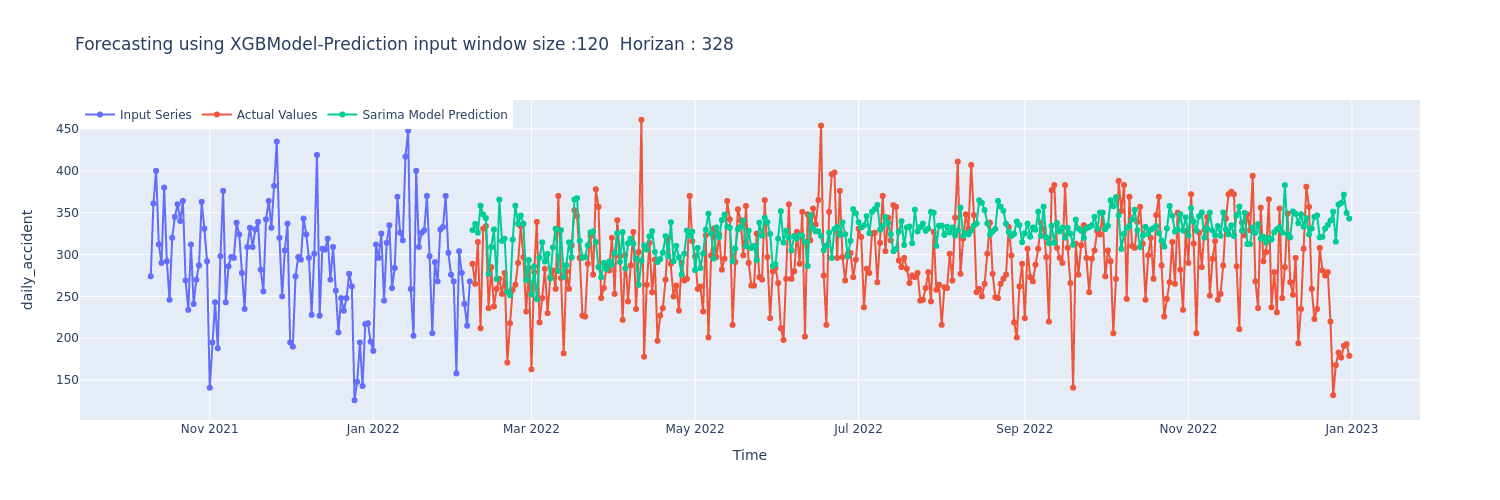 Forecasting using XGBModel-Prediction input window size :120  Horizan : 328
Input Series
Actual Values
Sarima Model Prediction
450
400
350
300
250
200
150
daily_accident
Nov 2021
Jan 2022
Mar 2022
May 2022
Jul 2022
Sep 2022
Nov 2022
Jan 2023
Time